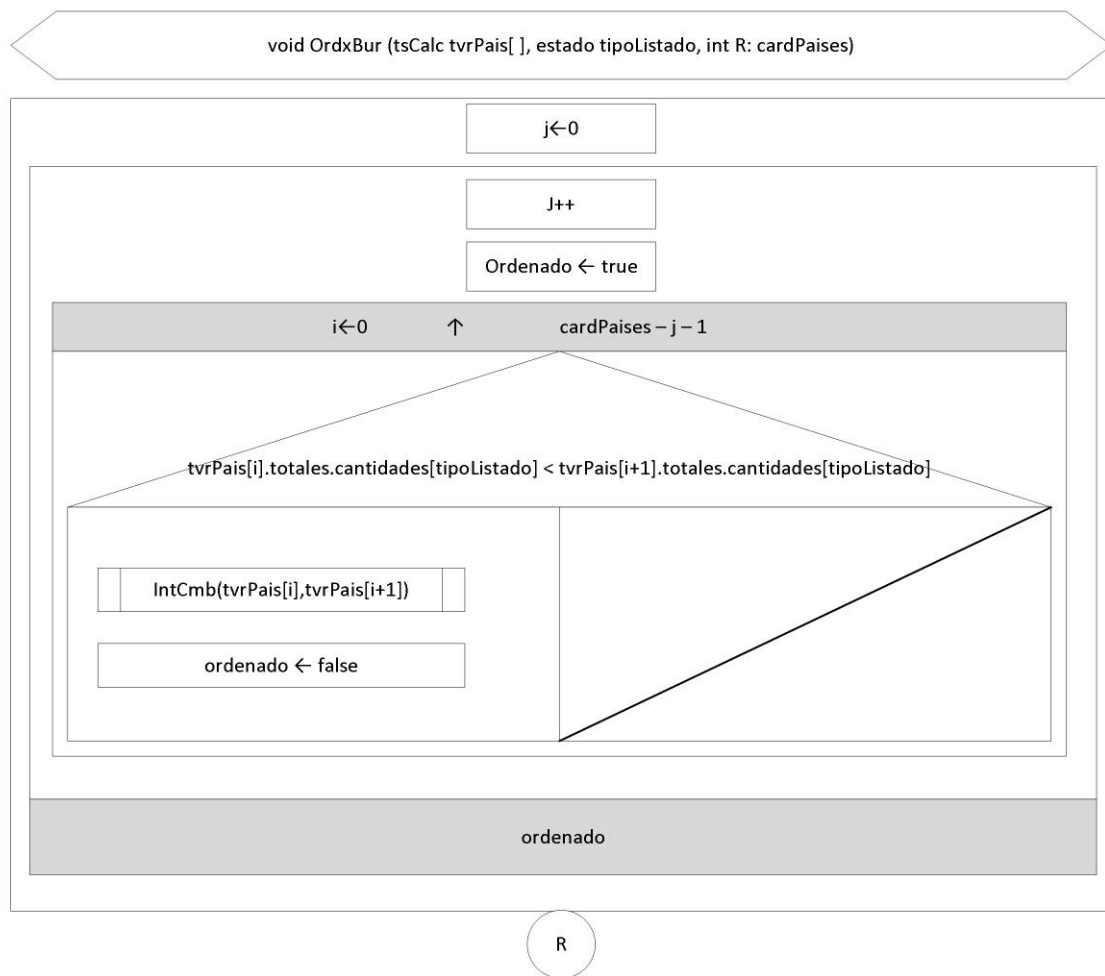 void OrdxBur (tsCalc tvrPais[ ], estado tipoListado, int R: cardPaises)
j←0
J++
Ordenado ← true
i←0 ↑ cardPaises – j – 1
tvrPais[i].totales.cantidades[tipoListado] < tvrPais[i+1].totales.cantidades[tipoListado]
IntCmb(tvrPais[i],tvrPais[i+1])
ordenado ← false
ordenado
R